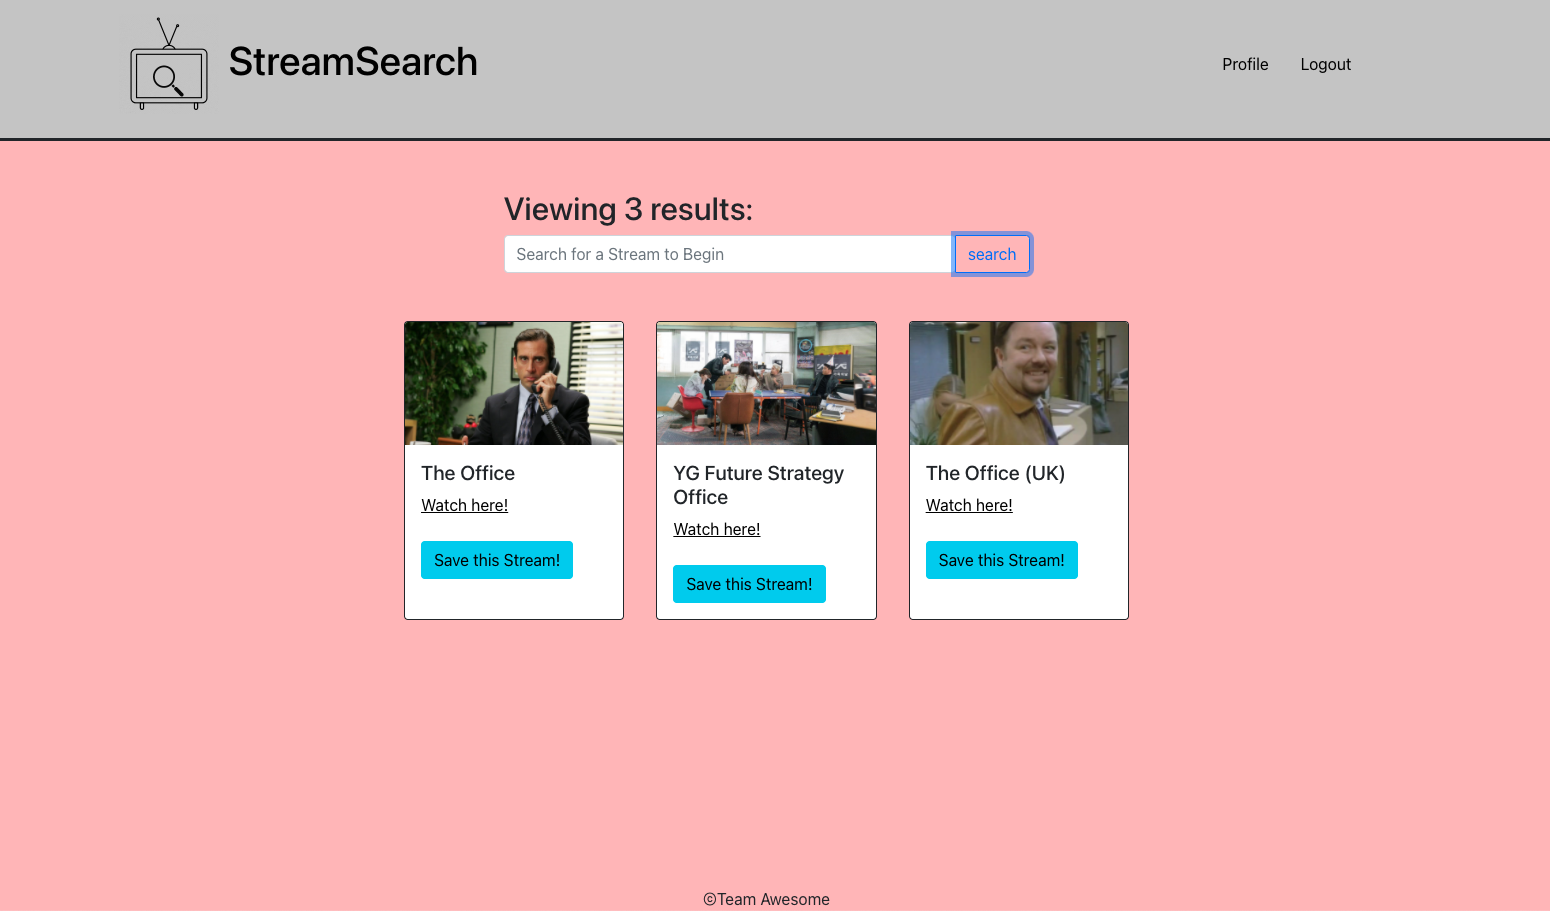 StreamSearch
Profile
Logout
Viewing 3 results:
Search for a Stream to Begin
search
The Office
Watch here!
Save this Stream!
YG Future Strategy
Office
Watch here!
Save this Stream!
The Office (UK)
Watch here!
Save this Stream!
©Team Awesome